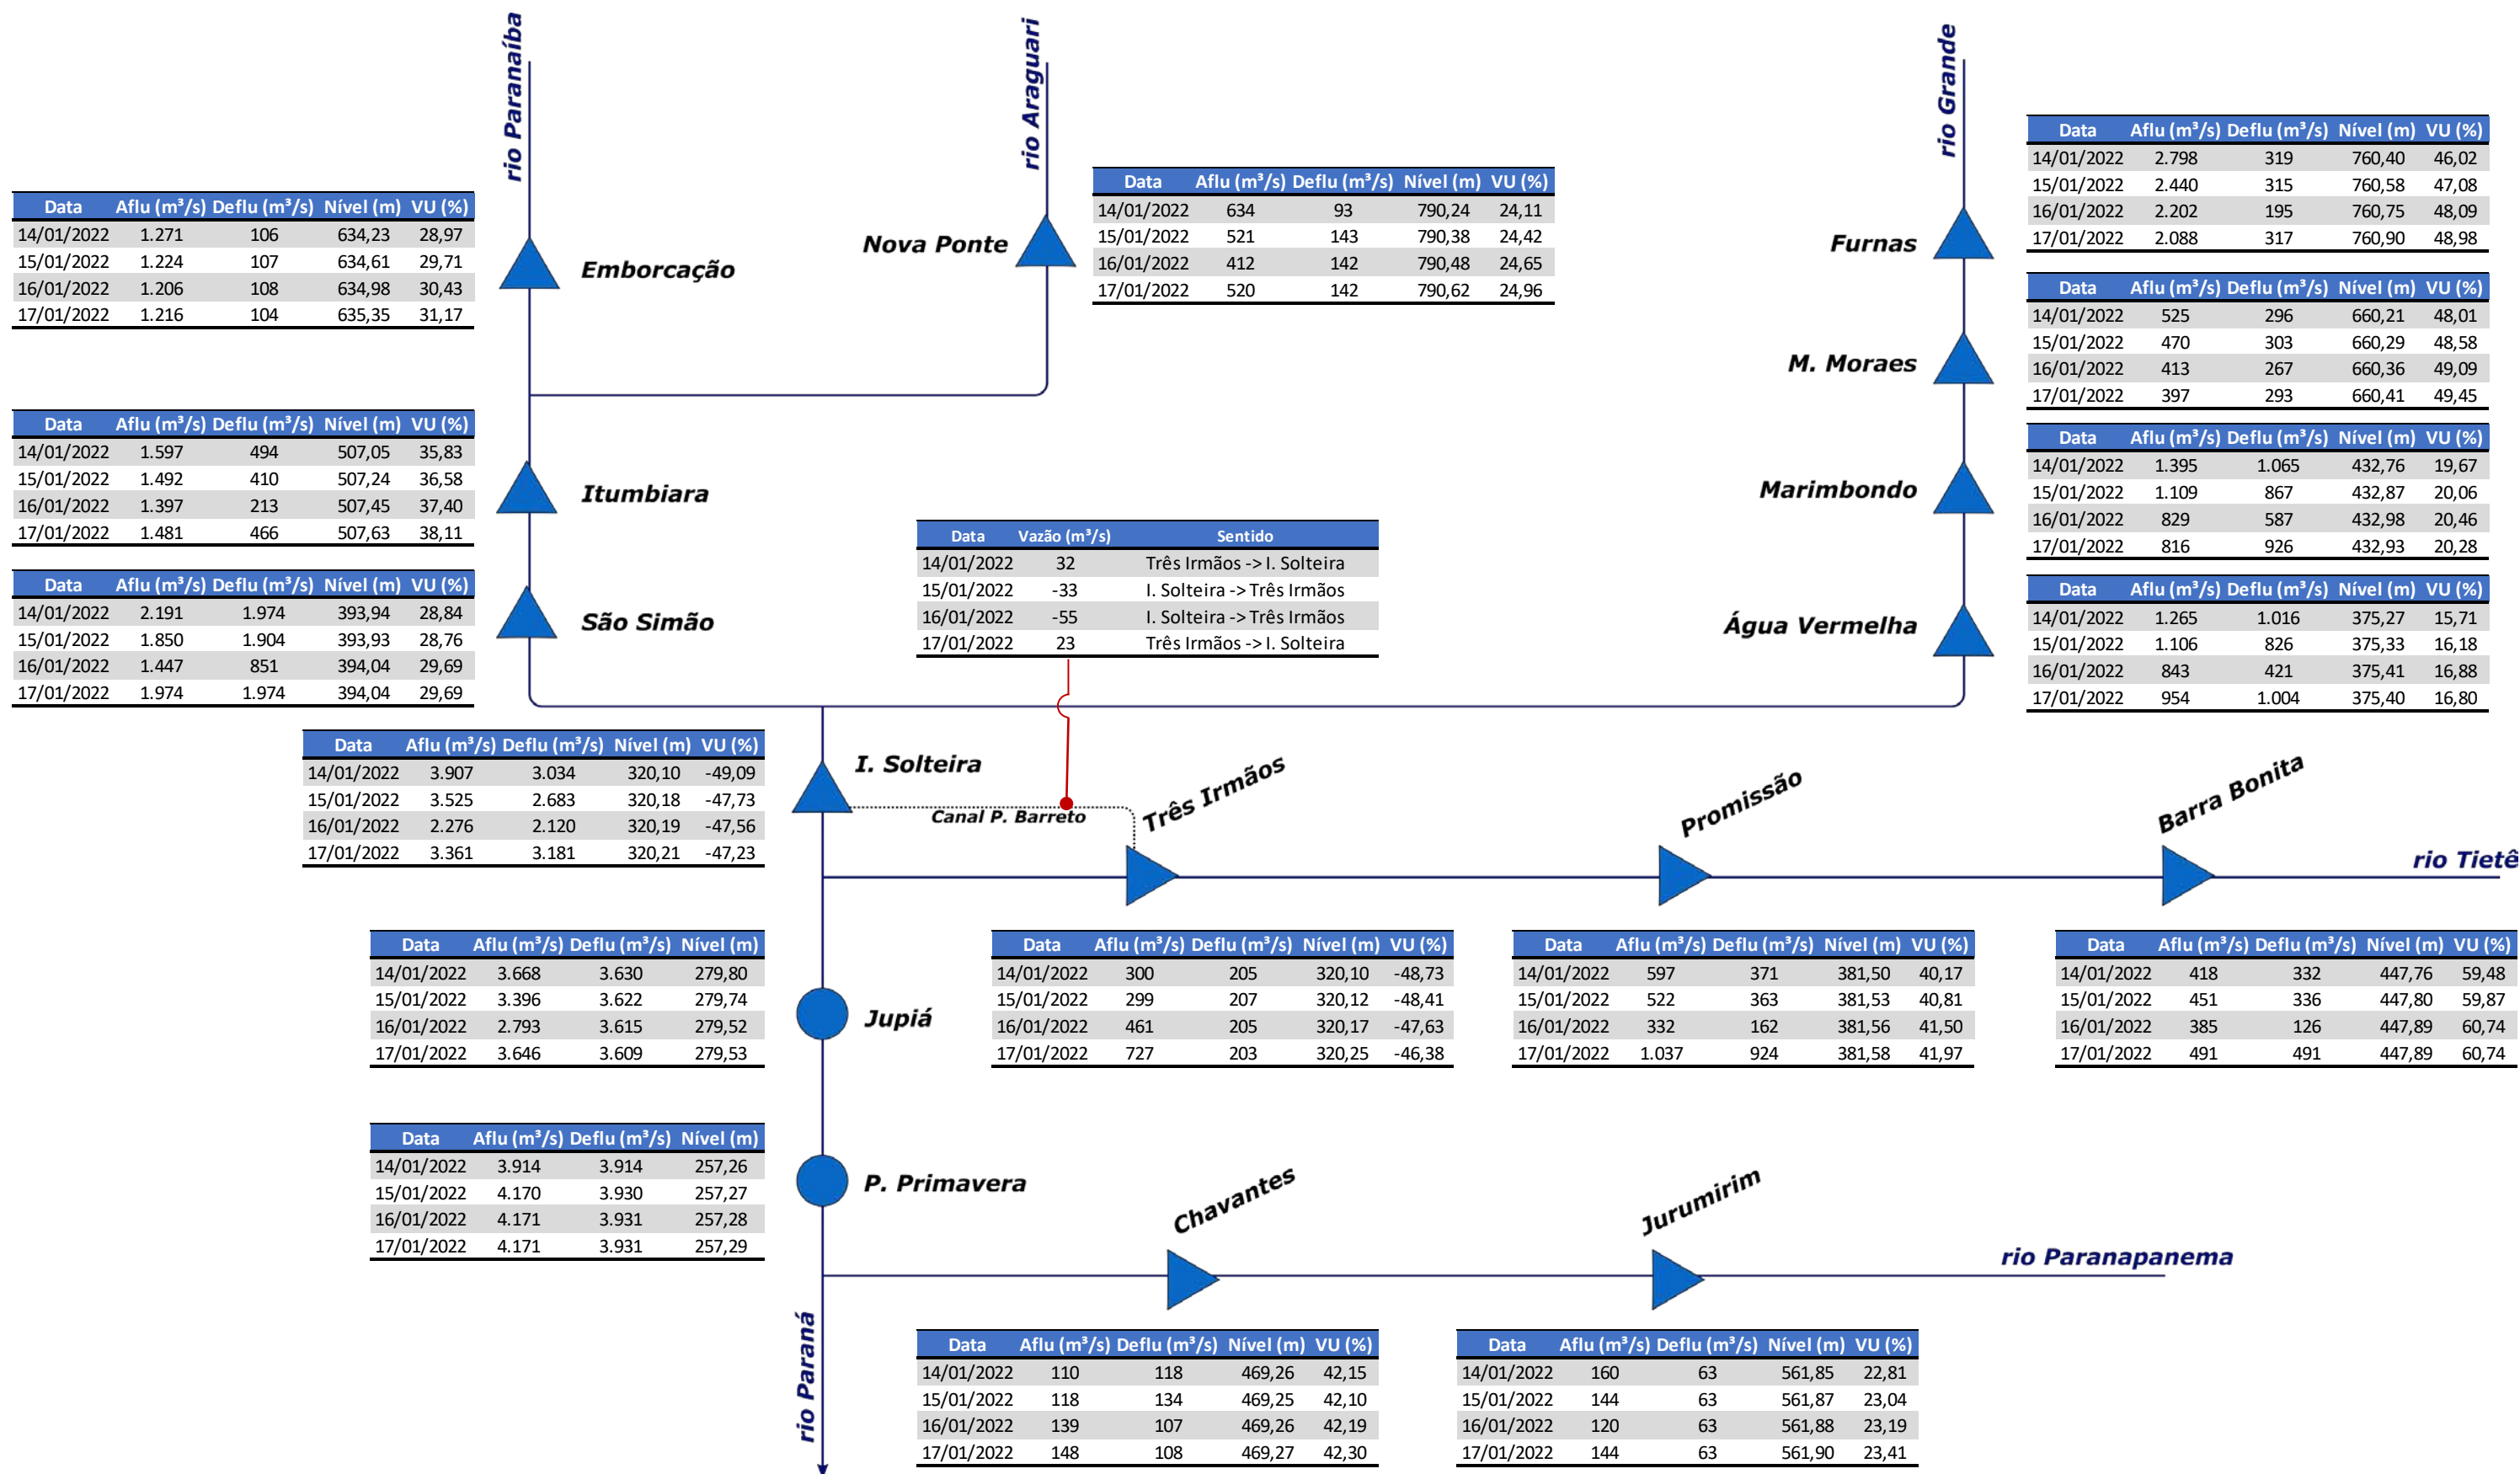 rio Paranaíba
rio Araguari
rio Grande
Data Aflu (m³/s) Deflu (m³/s) Nível (m) VU (%)
14/01/2022 2.798 319 760,40 46,02
15/01/2022 2.440 315 760,58 47,08
16/01/2022 2.202 195 760,75 48,09
17/01/2022 2.088 317 760,90 48,98
Furnas
Data Aflu (m³/s) Deflu (m³/s) Nível (m) VU (%)
14/01/2022 634 93 790,24 24,11
15/01/2022 521 143 790,38 24,42
16/01/2022 412 142 790,48 24,65
17/01/2022 520 142 790,62 24,96
Nova Ponte
Data Aflu (m³/s) Deflu (m³/s) Nível (m) VU (%)
14/01/2022 1.271 106 634,23 28,97
15/01/2022 1.224 107 634,61 29,71
16/01/2022 1.206 108 634,98 30,43
17/01/2022 1.216 104 635,35 31,17
Emborcação
Data Aflu (m³/s) Deflu (m³/s) Nível (m) VU (%)
14/01/2022 525 296 660,21 48,01
15/01/2022 470 303 660,29 48,58
16/01/2022 413 267 660,36 49,09
17/01/2022 397 293 660,41 49,45
M. Moraes
Data Aflu (m³/s) Deflu (m³/s) Nível (m) VU (%)
14/01/2022 1.597 494 507,05 35,83
15/01/2022 1.492 410 507,24 36,58
16/01/2022 1.397 213 507,45 37,40
17/01/2022 1.481 466 507,63 38,11
Itumbiara
Data Aflu (m³/s) Deflu (m³/s) Nível (m) VU (%)
14/01/2022 1.395 1.065 432,76 19,67
15/01/2022 1.109 867 432,87 20,06
16/01/2022 829 587 432,98 20,46
17/01/2022 816 926 432,93 20,28
Marimbondo
Data Vazão (m³/s) Sentido
14/01/2022 32 Três Irmãos -> I. Solteira
15/01/2022 -33 I. Solteira -> Três Irmãos
16/01/2022 -55 I. Solteira -> Três Irmãos
17/01/2022 23 Três Irmãos -> I. Solteira
Data Aflu (m³/s) Deflu (m³/s) Nível (m) VU (%)
14/01/2022 2.191 1.974 393,94 28,84
15/01/2022 1.850 1.904 393,93 28,76
16/01/2022 1.447 851 394,04 29,69
17/01/2022 1.974 1.974 394,04 29,69
São Simão
Data Aflu (m³/s) Deflu (m³/s) Nível (m) VU (%)
14/01/2022 1.265 1.016 375,27 15,71
15/01/2022 1.106 826 375,33 16,18
16/01/2022 843 421 375,41 16,88
17/01/2022 954 1.004 375,40 16,80
Água Vermelha
Data Aflu (m³/s) Deflu (m³/s) Nível (m) VU (%)
14/01/2022 3.907 3.034 320,10 -49,09
15/01/2022 3.525 2.683 320,18 -47,73
16/01/2022 2.276 2.120 320,19 -47,56
17/01/2022 3.361 3.181 320,21 -47,23
I. Solteira
Canal P. Barreto
Três Irmãos
Promissão
Barra Bonita
rio Tietê
Data Aflu (m³/s) Deflu (m³/s) Nível (m)
14/01/2022 3.668 3.630 279,80
15/01/2022 3.396 3.622 279,74
16/01/2022 2.793 3.615 279,52
17/01/2022 3.646 3.609 279,53
Jupiá
Data Aflu (m³/s) Deflu (m³/s) Nível (m) VU (%)
14/01/2022 300 205 320,10 -48,73
15/01/2022 299 207 320,12 -48,41
16/01/2022 461 205 320,17 -47,63
17/01/2022 727 203 320,25 -46,38
Data Aflu (m³/s) Deflu (m³/s) Nível (m) VU (%)
14/01/2022 597 371 381,50 40,17
15/01/2022 522 363 381,53 40,81
16/01/2022 332 162 381,56 41,50
17/01/2022 1.037 924 381,58 41,97
Data Aflu (m³/s) Deflu (m³/s) Nível (m) VU (%)
14/01/2022 418 332 447,76 59,48
15/01/2022 451 336 447,80 59,87
16/01/2022 385 126 447,89 60,74
17/01/2022 491 491 447,89 60,74
Data Aflu (m³/s) Deflu (m³/s) Nível (m)
14/01/2022 3.914 3.914 257,26
15/01/2022 4.170 3.930 257,27
16/01/2022 4.171 3.931 257,28
17/01/2022 4.171 3.931 257,29
P. Primavera
Chavantes
Jurumirim
rio Paranapanema
rio Paraná
Data Aflu (m³/s) Deflu (m³/s) Nível (m) VU (%)
14/01/2022 110 118 469,26 42,15
15/01/2022 118 134 469,25 42,10
16/01/2022 139 107 469,26 42,19
17/01/2022 148 108 469,27 42,30
Data Aflu (m³/s) Deflu (m³/s) Nível (m) VU (%)
14/01/2022 160 63 561,85 22,81
15/01/2022 144 63 561,87 23,04
16/01/2022 120 63 561,88 23,19
17/01/2022 144 63 561,90 23,41